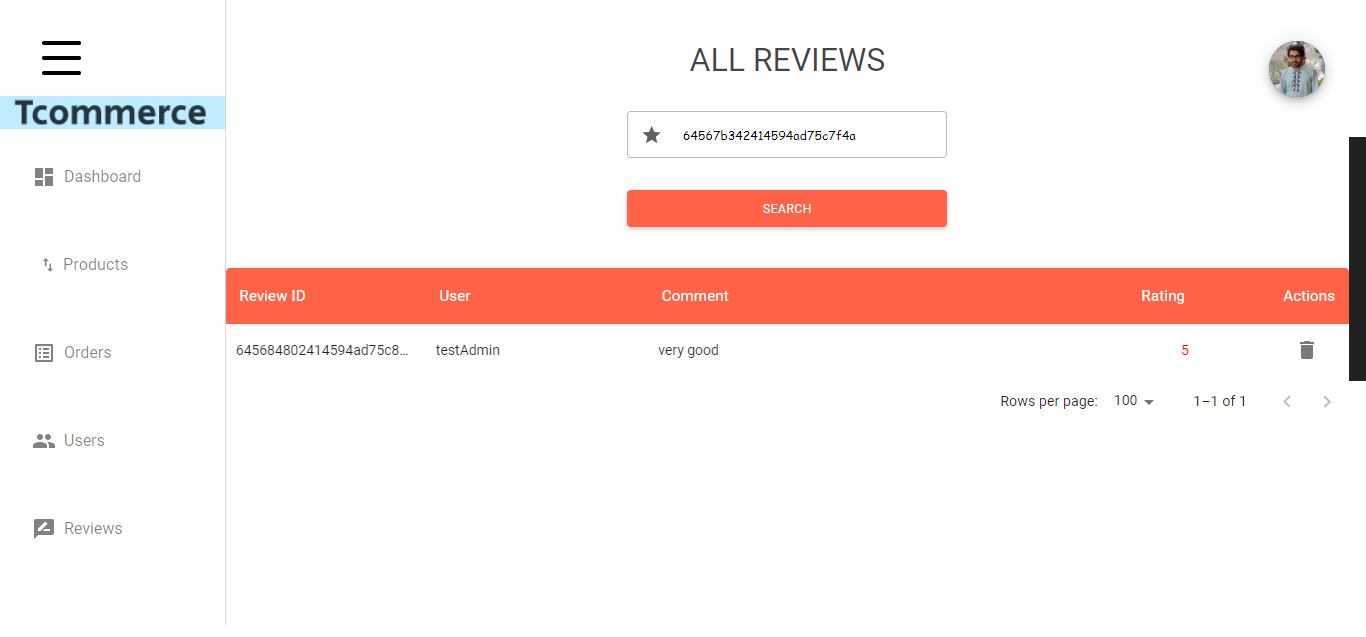 ALL REVIEWS
Tcommerce
64567b342414594ad75c7f4a
Dashboard
SEARCH
Products
Review ID User Comment Rating Actions
645684802414594ad75c8... testAdmin very good 5
Orders
Rows per page: 100 1–1 of 1
Users
Reviews